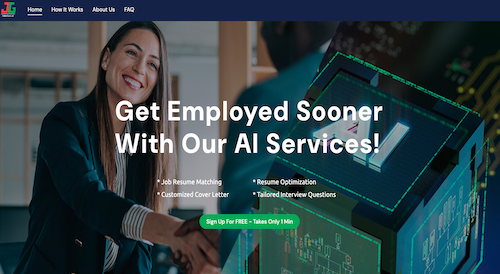 Home How It Works About Us FAQ
Get Employed Sooner
With Our AI Services!
* Job Resume Matching * Resume Optimization
* Customized Cover Letter * Tailored Interview Questions
Sign Up For FREE - Takes Only 1 Min